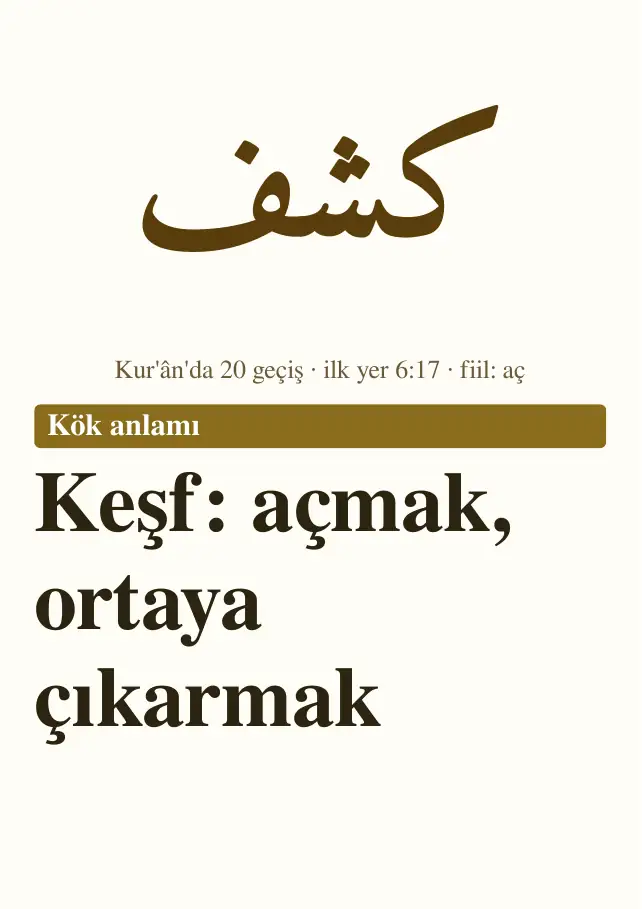 كشف
Kur'ân'da 20 geçiş · ilk yer 6:17 · fiil: aç
Kök anlamı
Keşf: açmak,
ortaya
çıkarmak